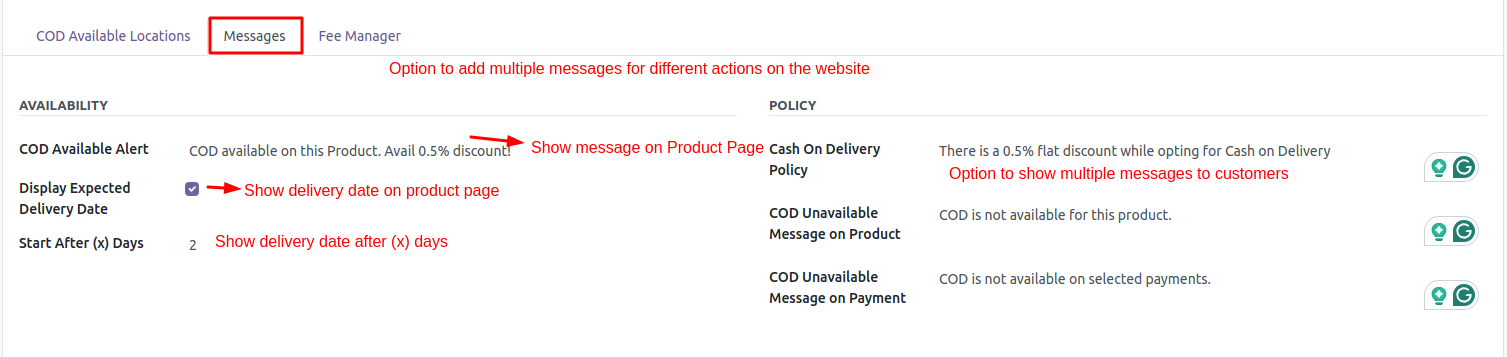 COD Available Locations Messages Fee Manager
Option to add multiple messages for different actions on the website
AVAILABILITY
COD Available Alert COD available on this Product. Avail 0.5% discount! Show message on Product Page
Display Expected
Delivery Date Show delivery date on product page
Start After (x) Days 2 Show delivery date after (x) days
POLICY
Cash On Delivery
Policy
There is a 0.5% flat discount while opting for Cash on Delivery
Option to show multiple messages to customers
COD Unavailable
Message on Product
COD is not available for this product.
COD Unavailable
Message on Payment
COD is not available on selected payments.